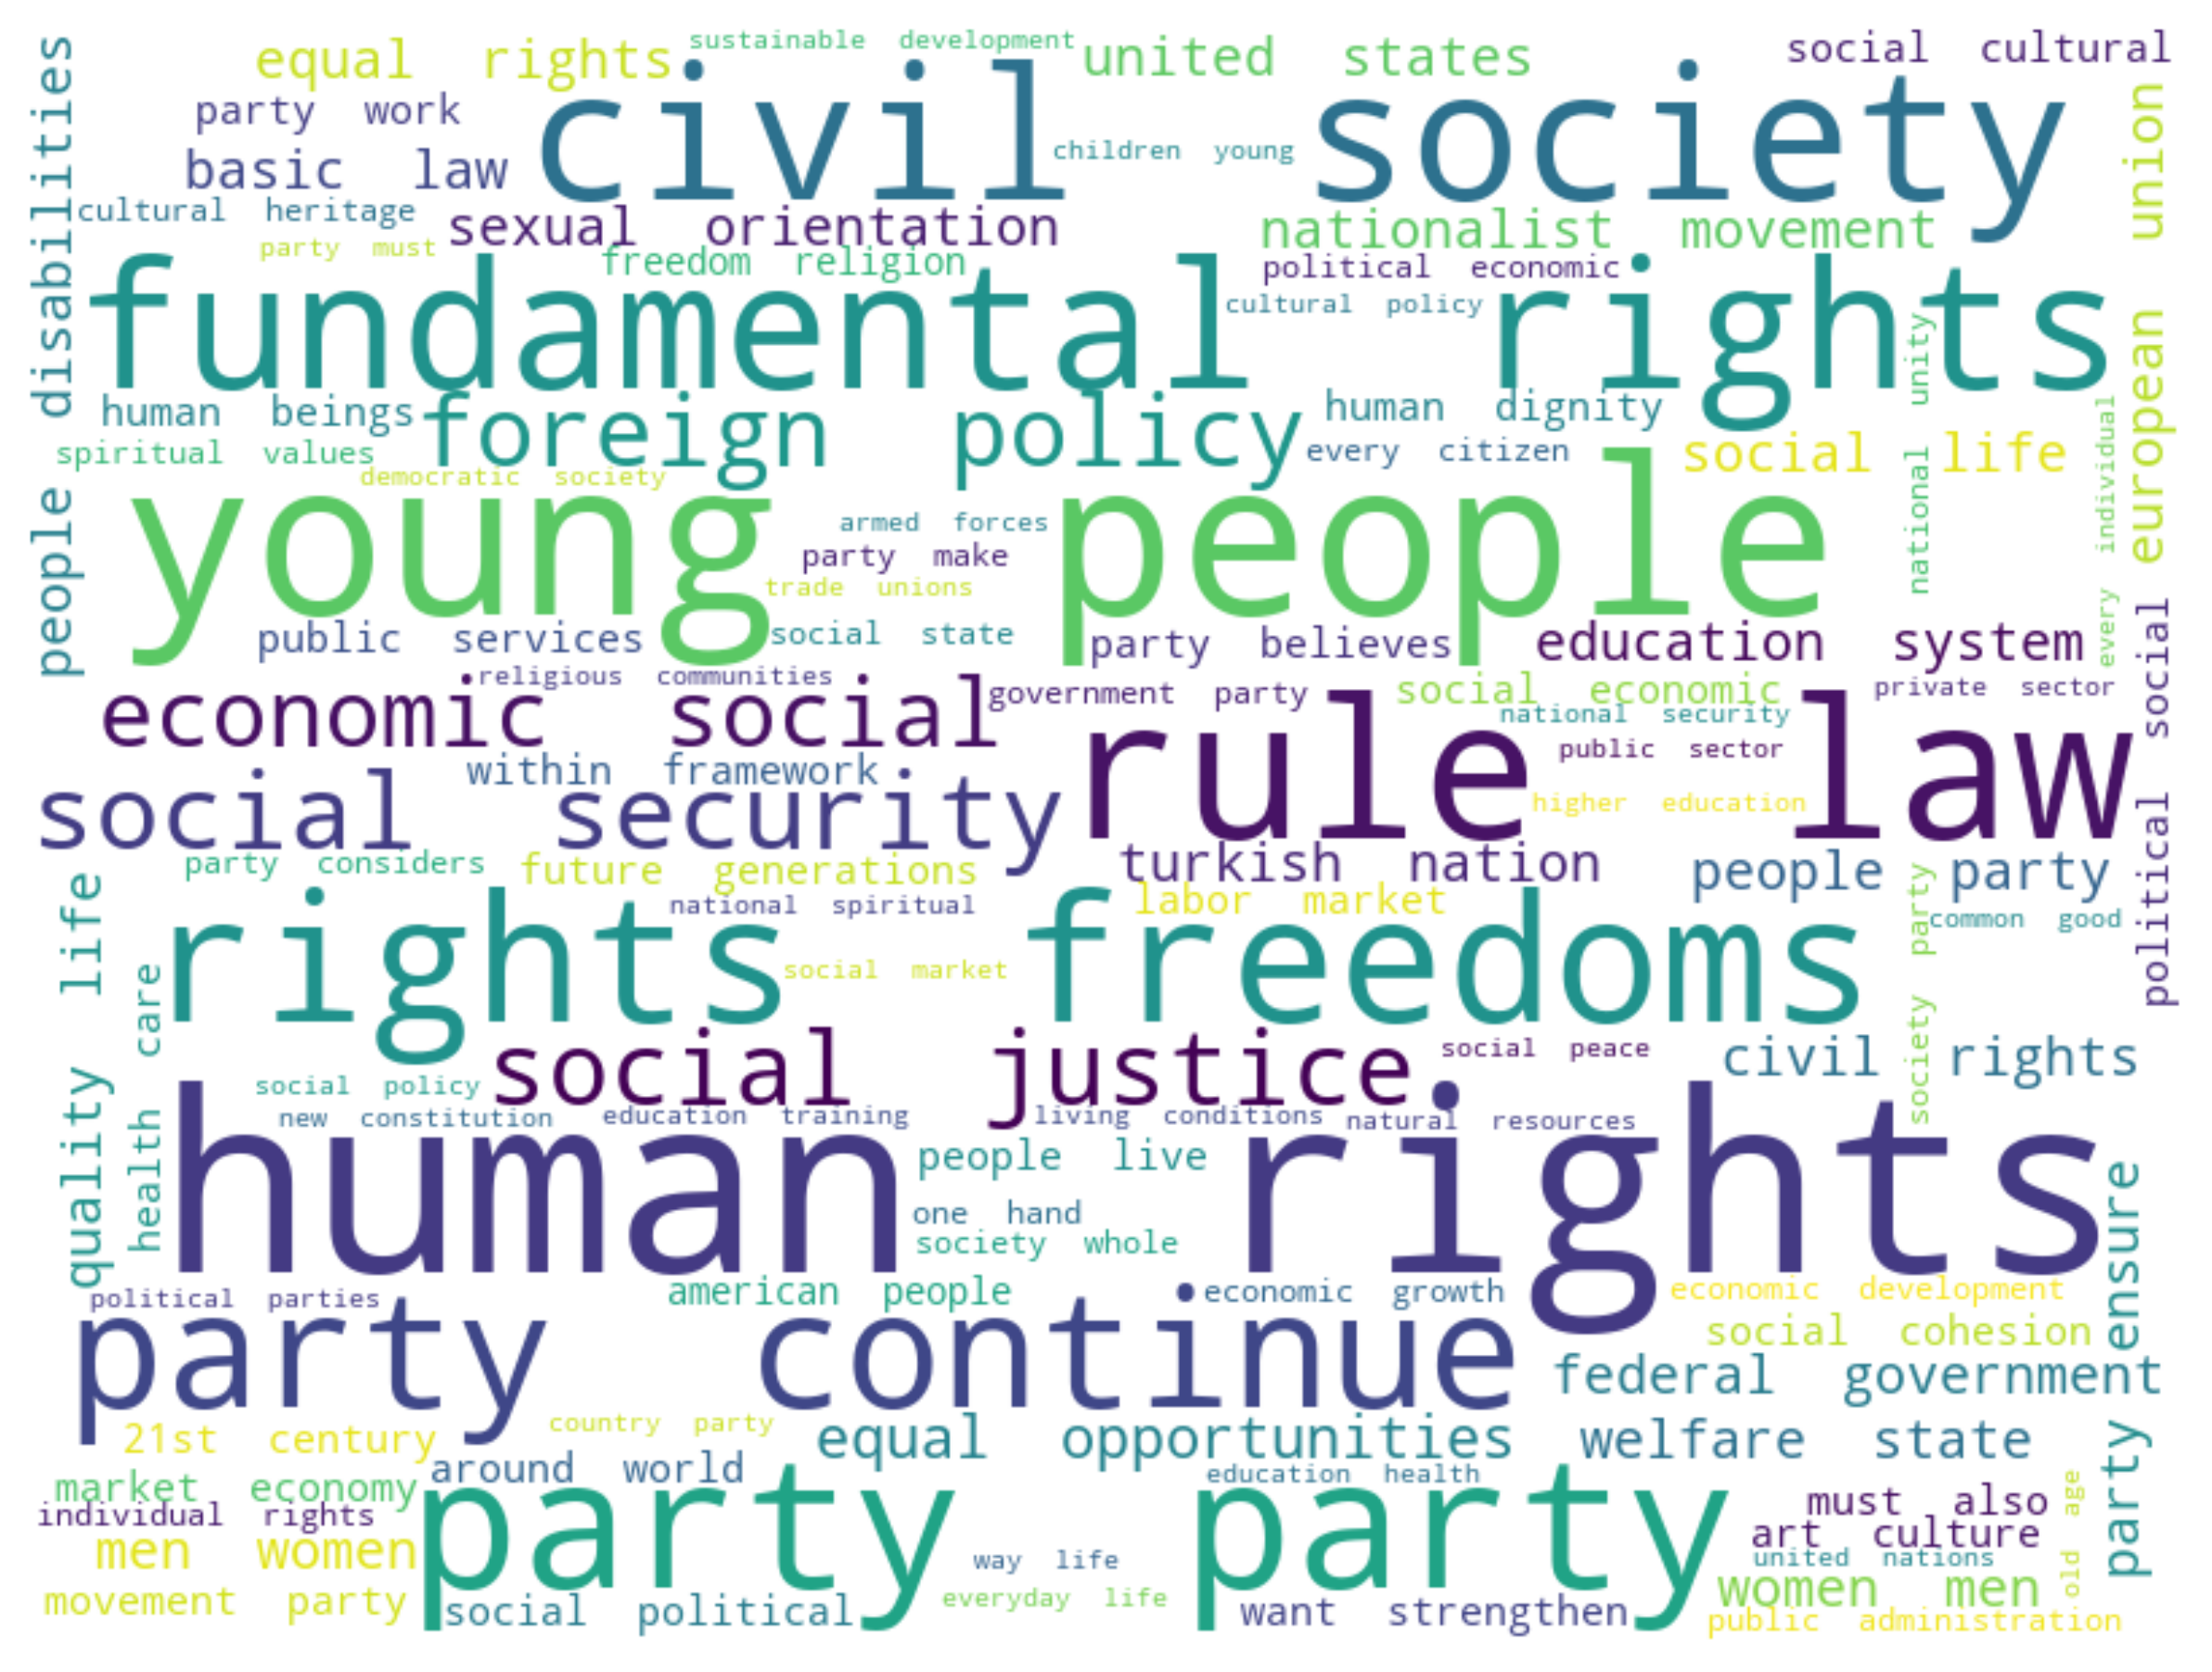 sustainable development
equal rights
united states
social cultural
party work
civil society
children young
basic law
people disabilities
european union
cultural heritage
sexual orientation
nationalist movement
party must
freedom religion
political economic
fundamental rights
cultural policy
national unity
human beings
foreign policy
human dignity
every individual
spiritual values
every citizen
social life
democratic society
young people
armed forces
party make
trade unions
public services
social state
party believes
education system
religious communities
economic social
government party
social economic
private sector
political social
national security
rule law
public sector
within framework
social security
higher education
party considers
future generations
turkish nation
people party
quality life
national spiritual
labor market
society party
common good
rights freedoms
health care
social market
social justice
social peace
civil rights
social policy
new constitution
education training
living conditions
natural resources
human rights
people live
one hand
society whole
party ensure
political parties
american people
economic growth
economic development
party continue
social cohesion
federal government
21st century
country party
equal opportunities
welfare state
around world
education health
market economy
party party
individual rights
must also
old age
art culture
men women
way life
united nations
movement party
everyday life
women men
social political
want strengthen
public administration